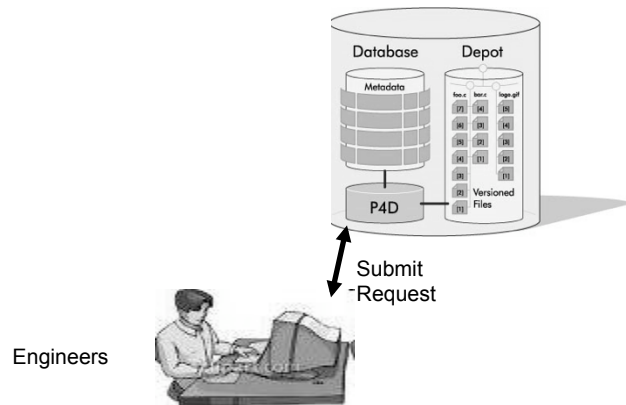 Database Depot
Metadata
foo.c bar.c logo.gif
[7] [4] [5]
[6] [3] [4]
[5] [2] [3]
[4] [1] [2]
[3] [1]
[2] Versioned
[1] Files
P4D
Submit
-Request
Engineers